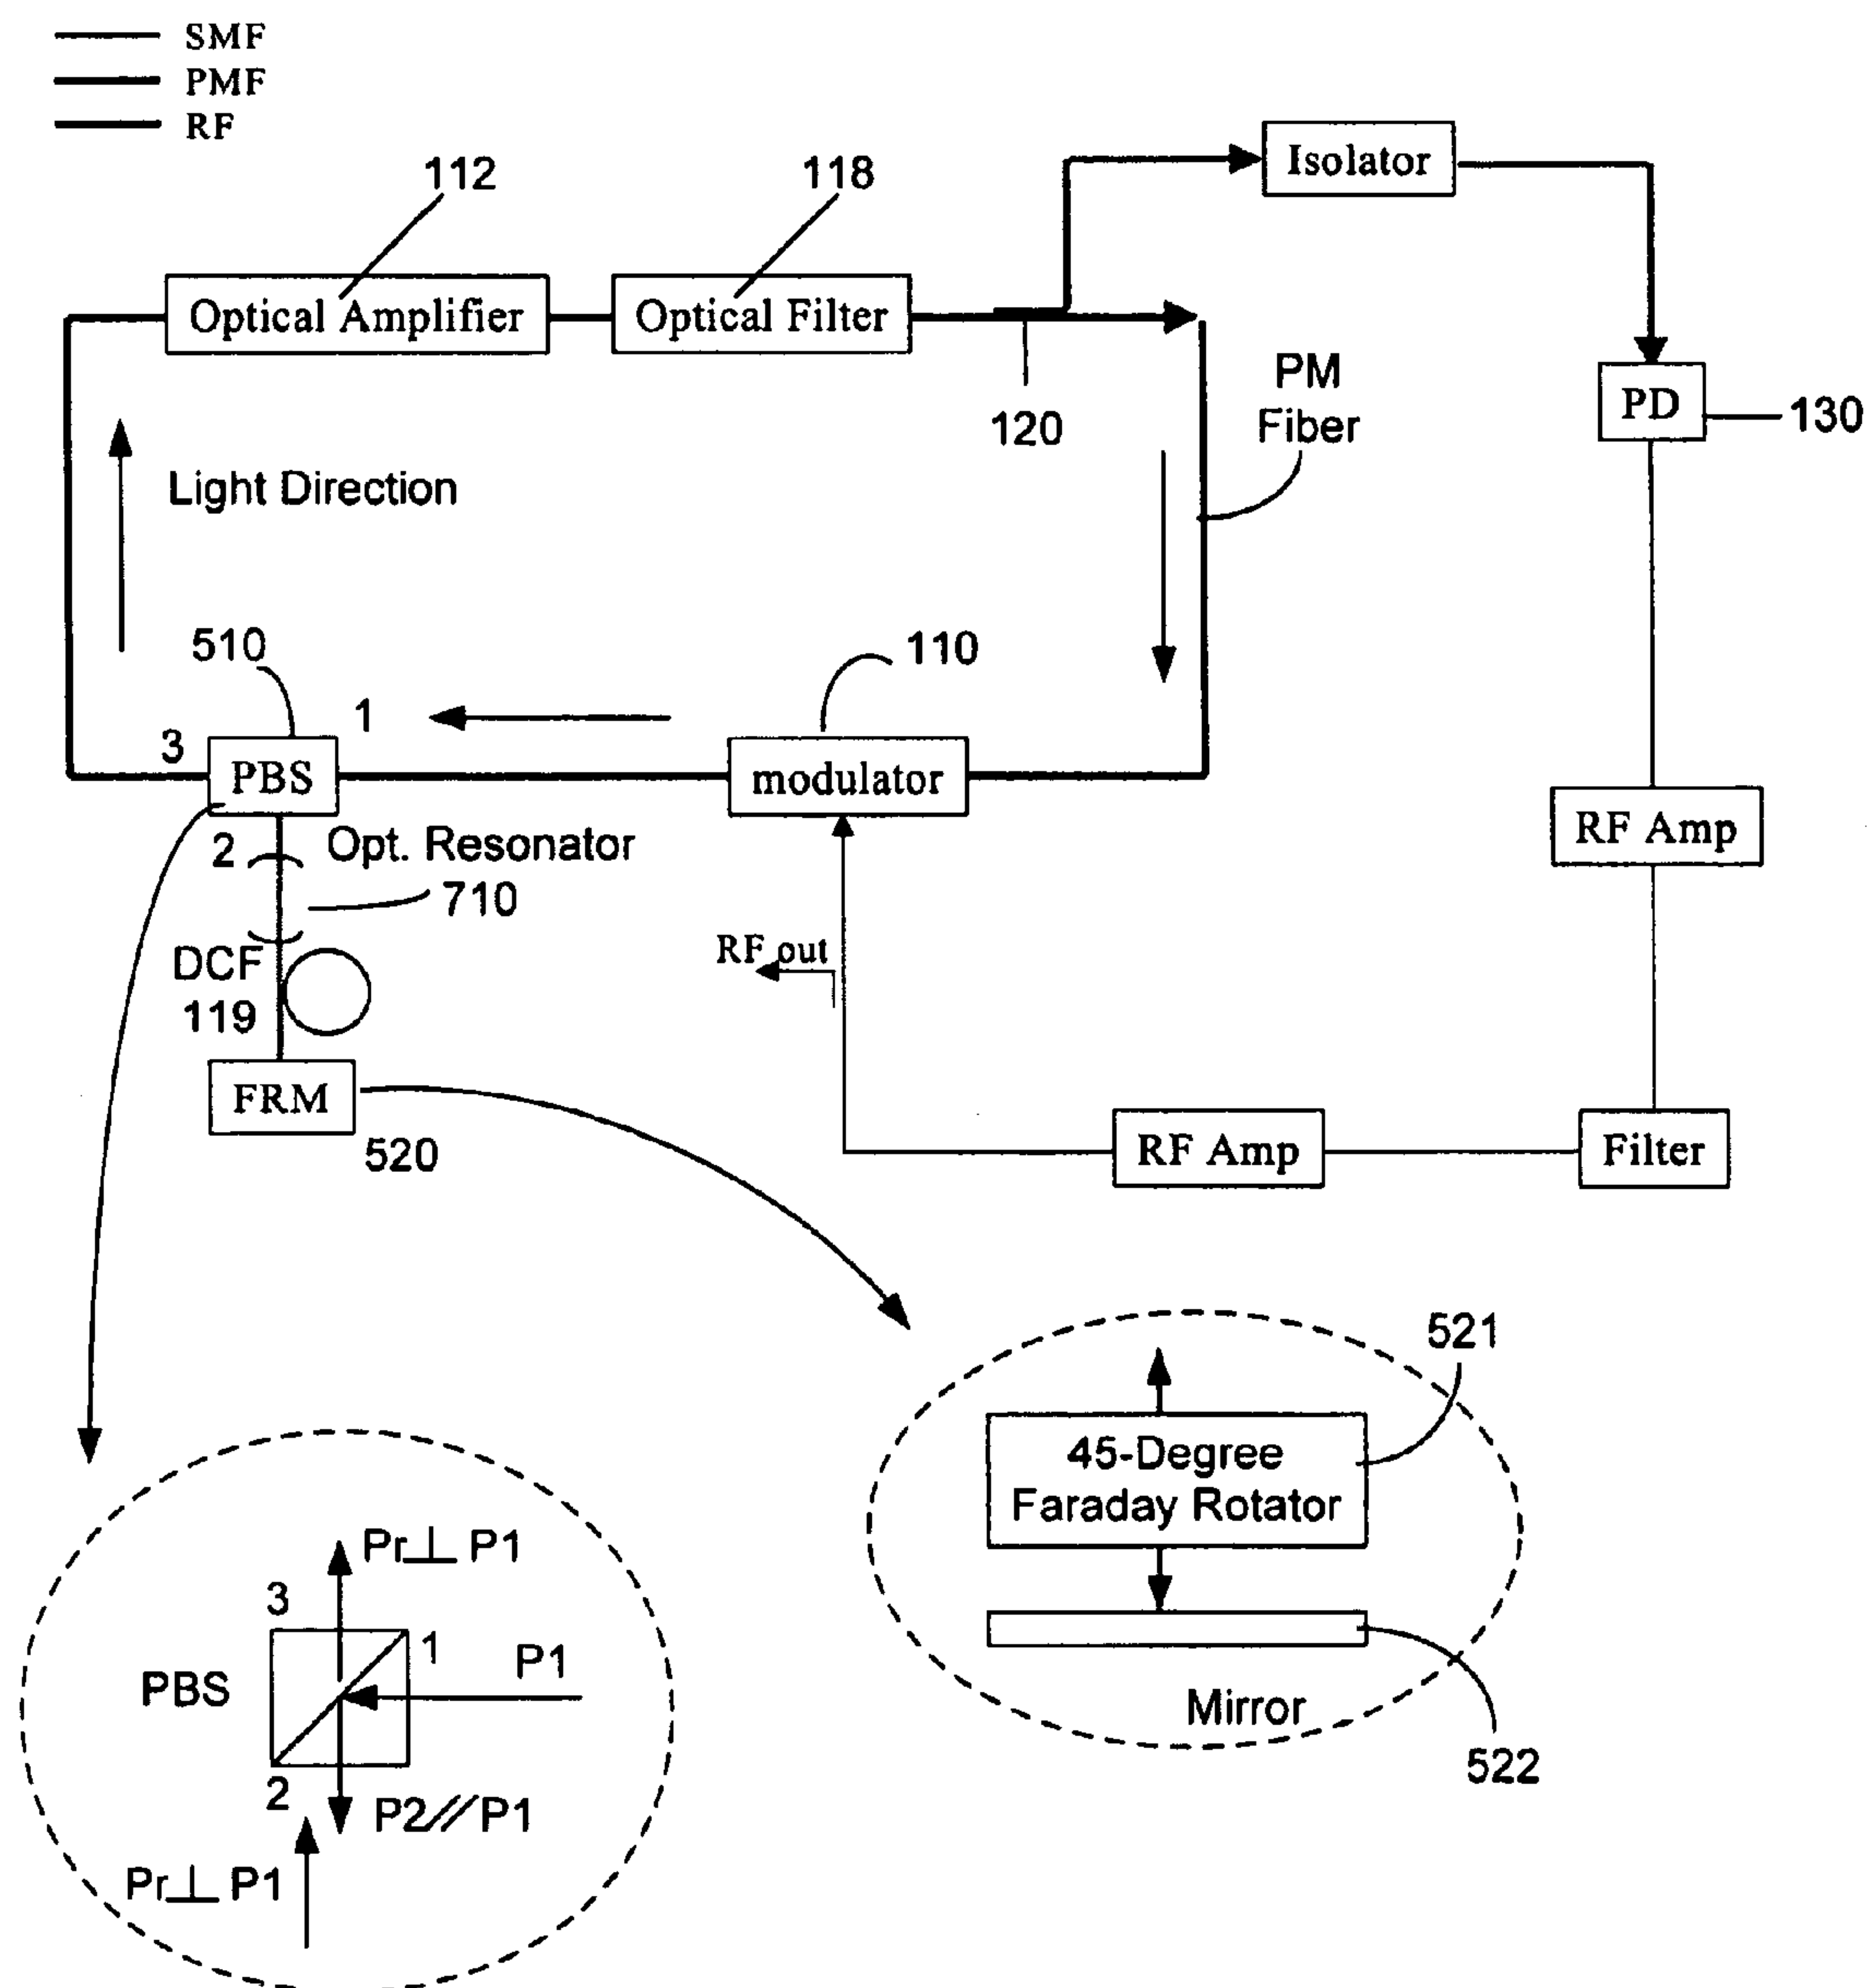 SMF
PMF
RF
112
118
Isolator
Optical Amplifier
Optical Filter
PM
Fiber
120
PD
130
Light Direction
510
110
1
3
PBS
modulator
RF Amp
2
Opt. Resonator
710
RF out
DCF
119
FRM
520
RF Amp
Filter
521
45-Degree
Faraday Rotator
Pr⊥P1
3
1
P1
PBS
Mirror
2
P2//P1
522
Pr⊥P1